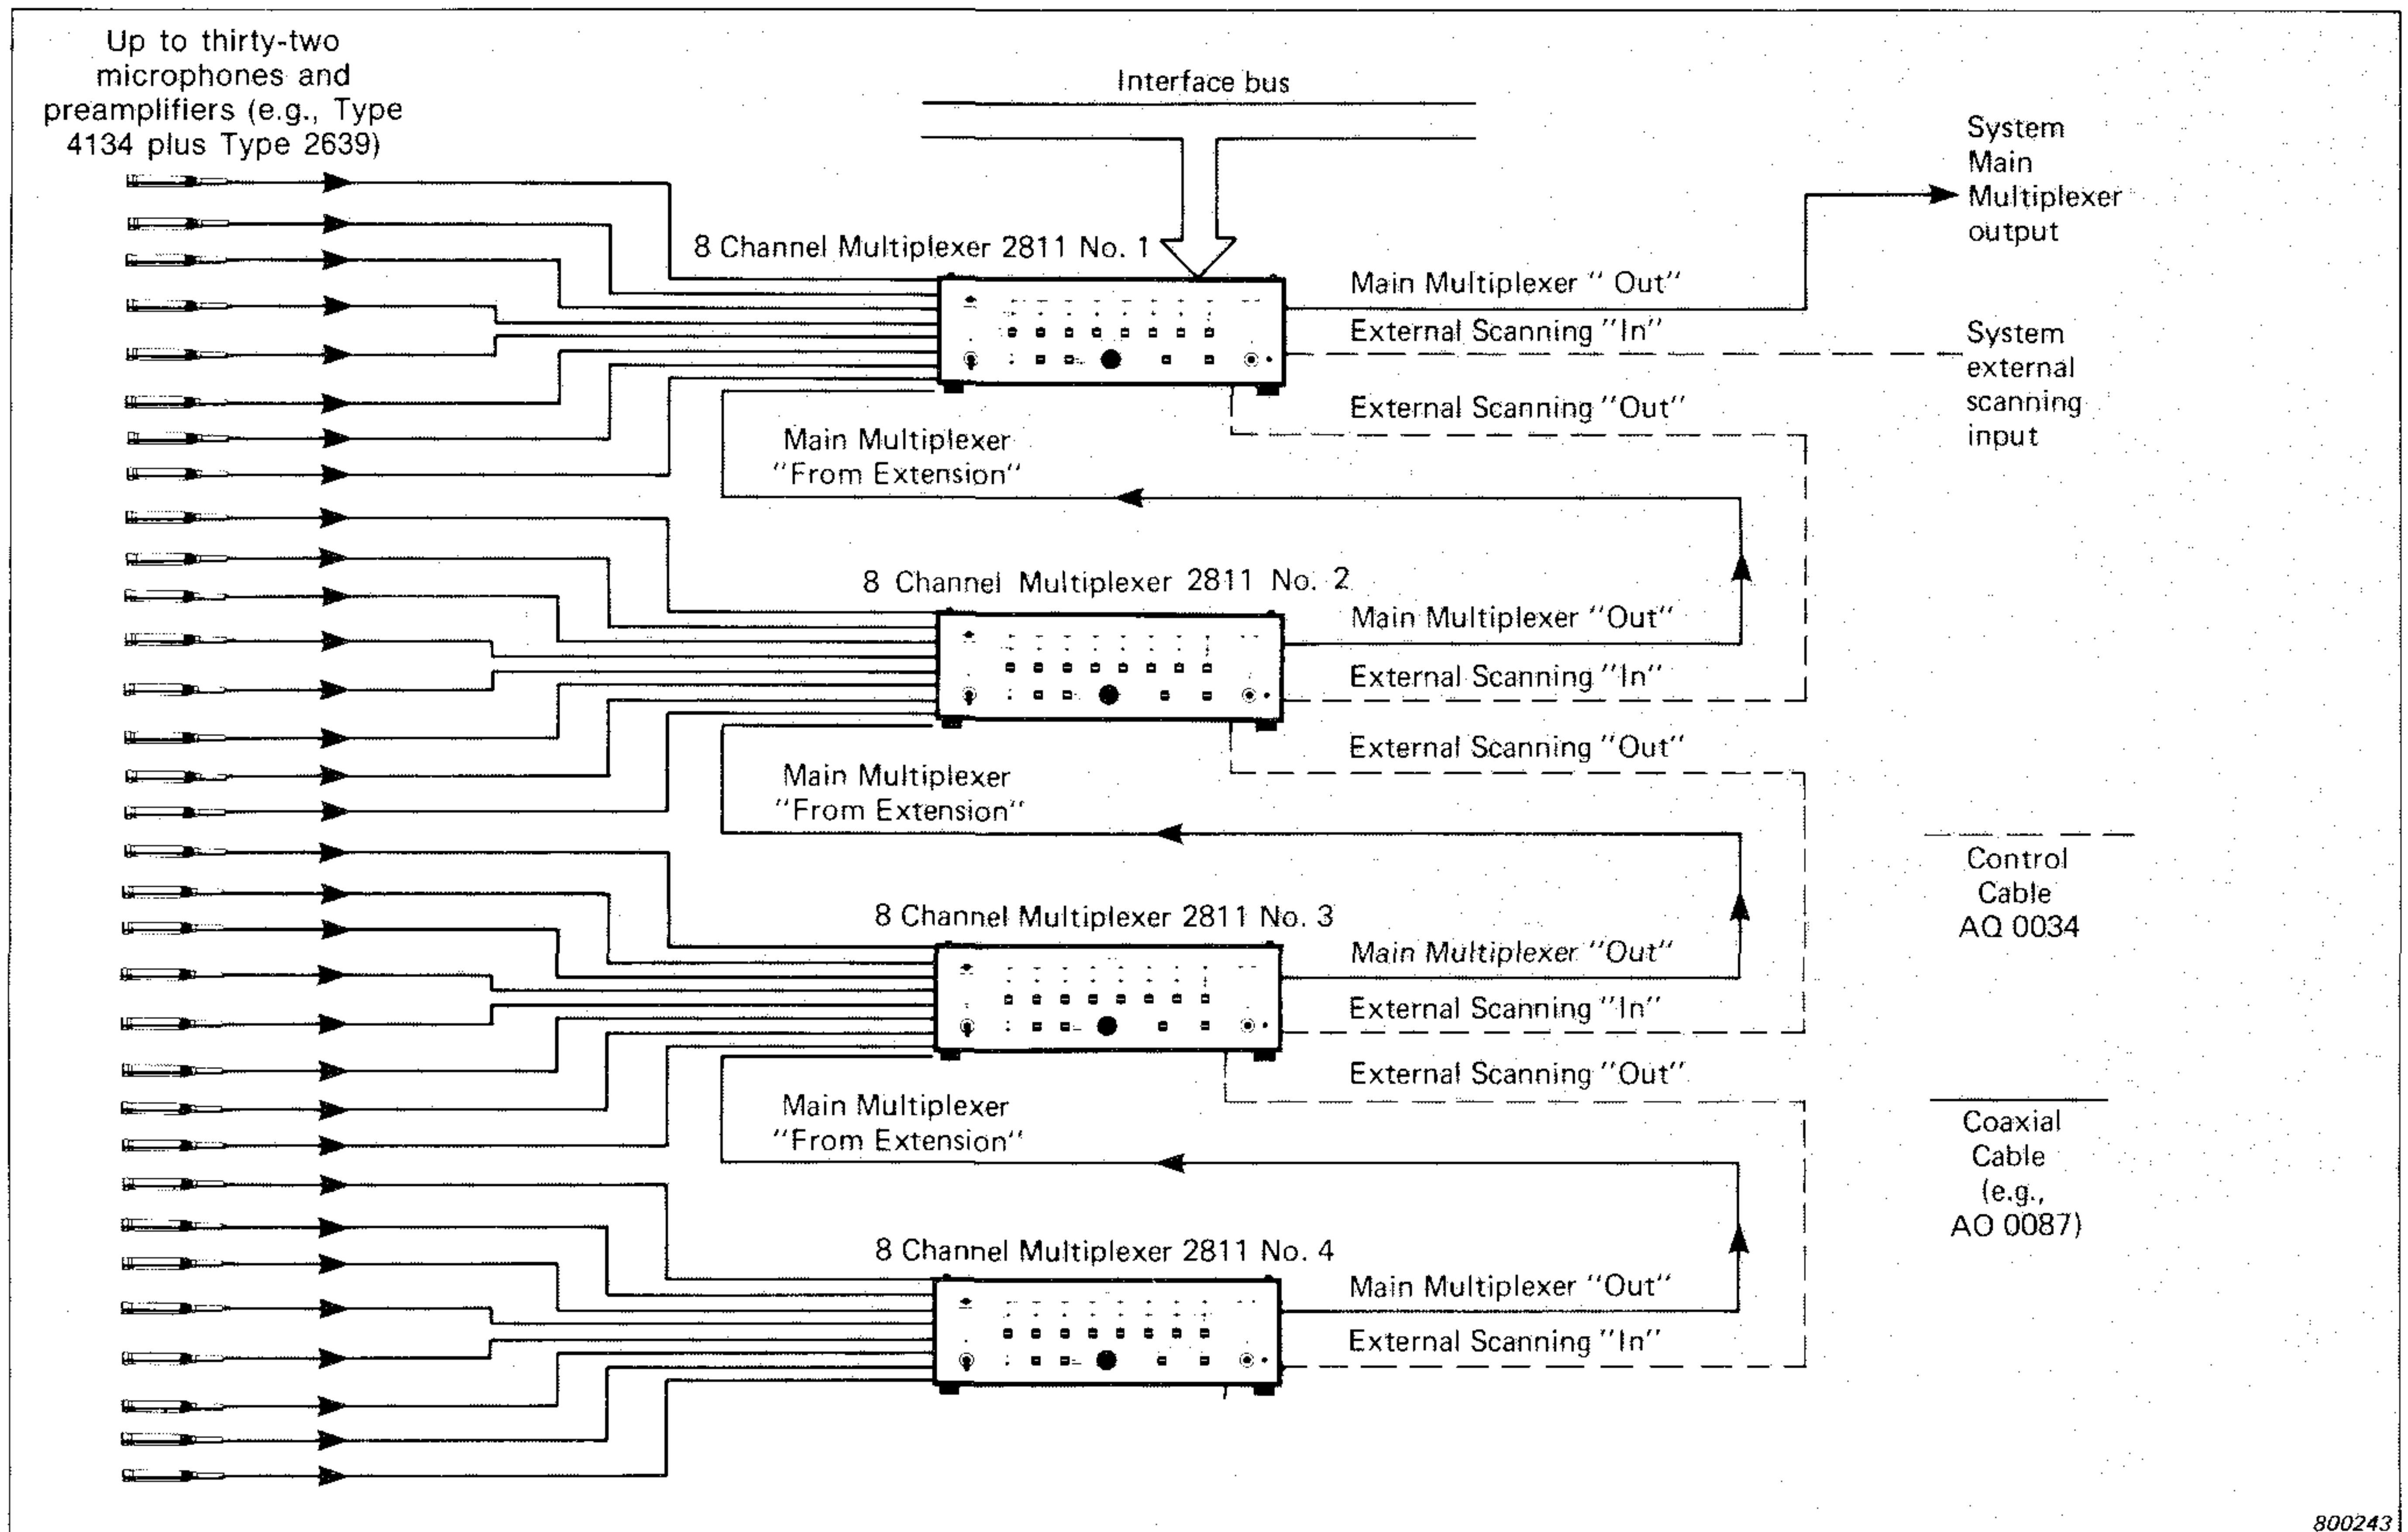 Up to thirty-two
microphones and
preamplifiers (e.g., Type
4134 plus Type 2639)
Interface bus
System
Main
Multiplexer
output
8 Channel Multiplexer 2811 No. 1
Main Multiplexer "Out"
External Scanning "In"
System
external
scanning
input
External Scanning "Out"
Main Multiplexer
"From Extension"
8 Channel Multiplexer 2811 No. 2
Main Multiplexer "Out"
External Scanning "In"
External Scanning "Out"
Main Multiplexer
"From Extension"
Control
Cable
AQ 0034
8 Channel Multiplexer 2811 No. 3
Main Multiplexer "Out"
External Scanning "In"
External Scanning "Out"
Main Multiplexer
"From Extension"
Coaxial
Cable
(e.g.,
AO 0087)
8 Channel Multiplexer 2811 No. 4
Main Multiplexer "Out"
External Scanning "In"
800243